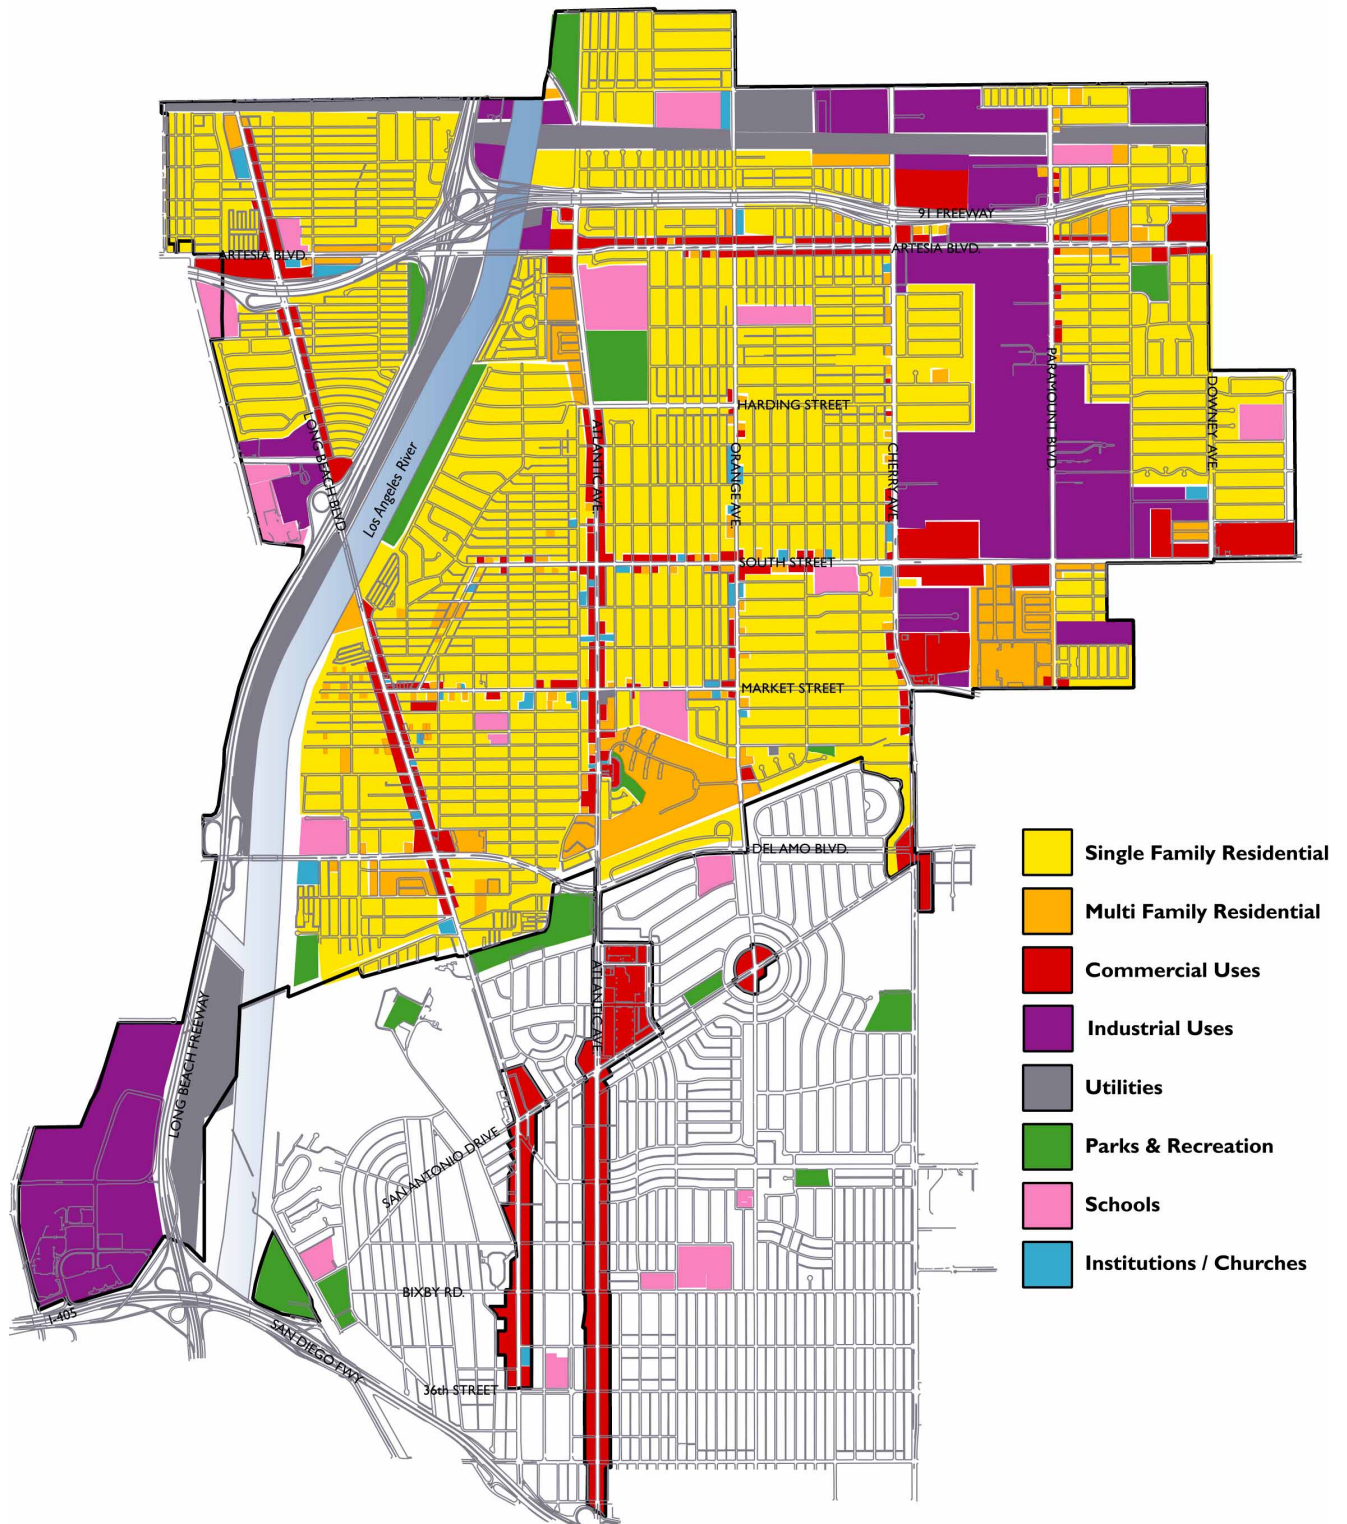 91 FREEWAY
ARTESIA BLVD.
ARTESIA BLVD.
PARAMOUNT BLVD.
DOWNEY AVE.
HARDING STREET
LONG BEACH BLVD.
Los Angeles River
ATLANTIC AVE.
ORANGE AVE.
CHERRY AVE.
SOUTH STREET
MARKET STREET
DEL AMO BLVD.
Single Family Residential
Multi Family Residential
Commercial Uses
Industrial Uses
Utilities
Parks & Recreation
Schools
Institutions / Churches
ATLANTIC AVE.
LONG BEACH FREEWAY
SAN ANTONIO DRIVE
BIXBY RD.
I-405
SAN DIEGO FWY
36th STREET